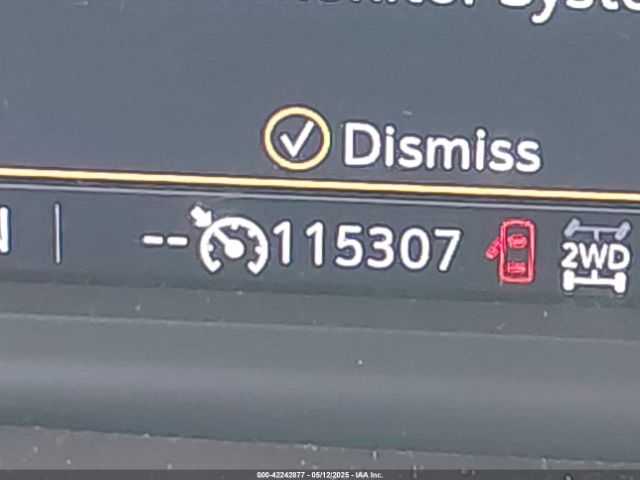 Dismiss
-- 115307
2WD
000-42242877 - 05/12/2025 - IAA Inc.